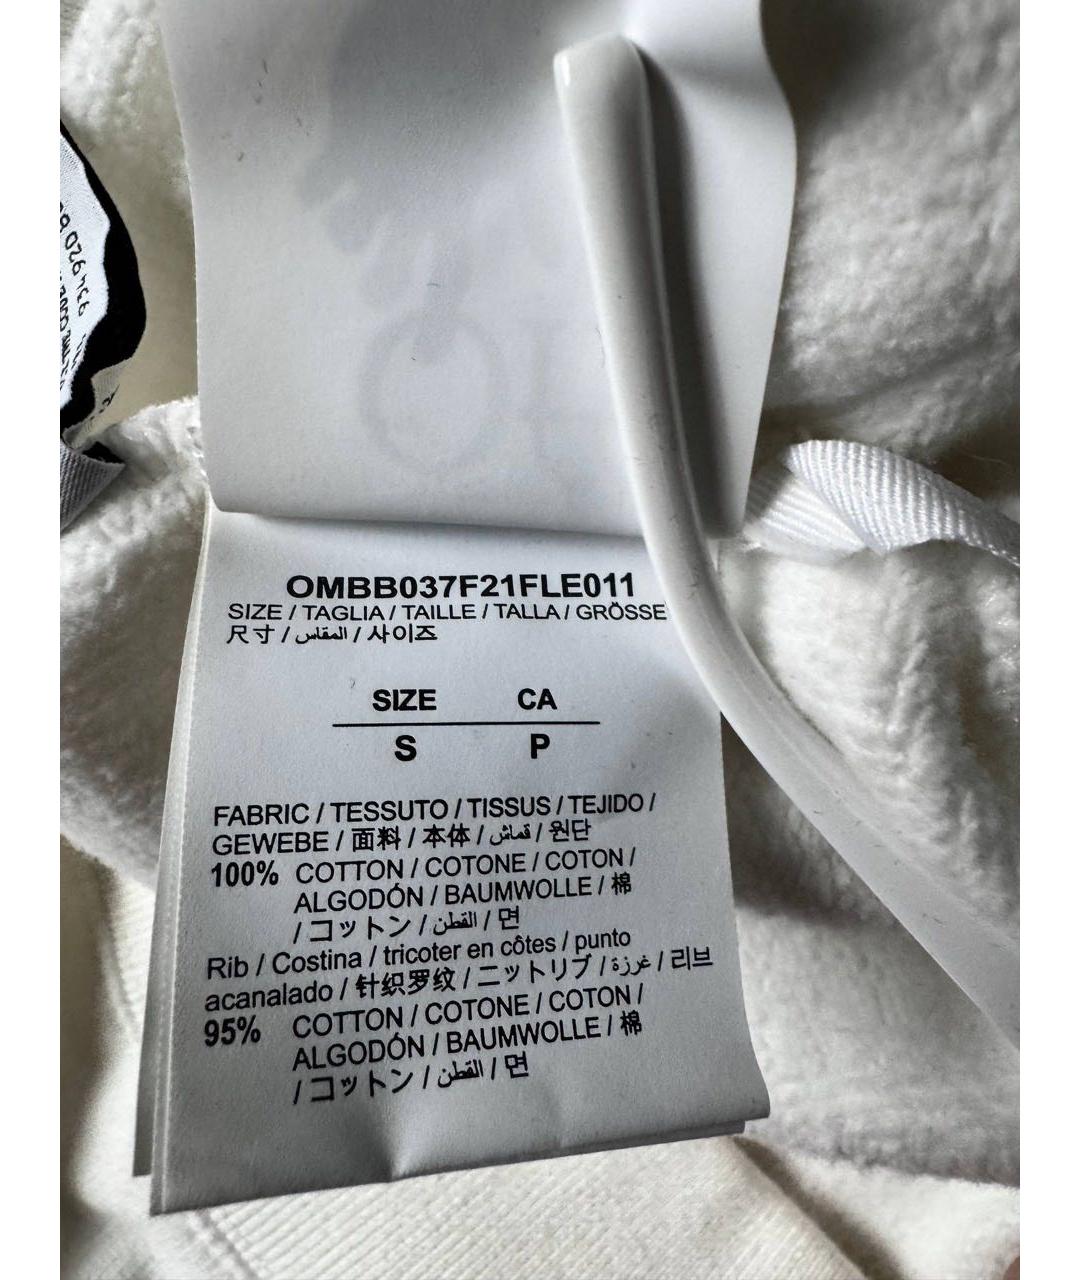 OMBB037F21FLE011
SIZE / TAGLIA / TAILLE / TALLA / GRÖSSE
尺寸 / المقاس / 사이즈
SIZE CA
S P
FABRIC / TESSUTO / TISSUS / TEJIDO /
GEWEBE / 面料 / 本体 / قماش / 원단
100% COTTON / COTONE / COTON /
ALGODÓN / BAUMWOLLE / 棉
/ コットン / القطن / 면
Rib / Costina / tricoter en côtes / punto
acanalado / 针织罗纹 / ニットリブ / غرزة / 리브
95% COTTON / COTONE / COTON /
ALGODÓN / BAUMWOLLE / 棉
/ コットン / القطن / 면
934 920